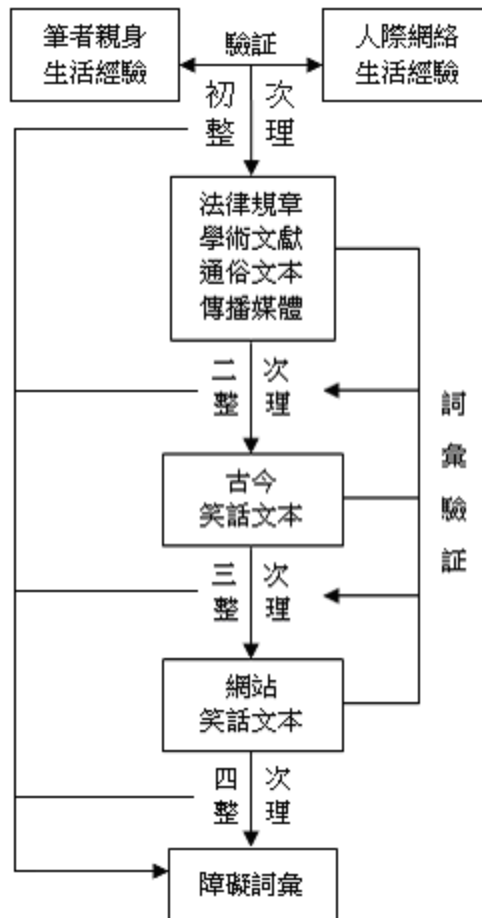 筆者親身
生活經驗
驗証
人際網絡
生活經驗
初次
整理
法律規章
學術文獻
通俗文本
傳播媒體
二次
整理
詞彙驗証
古今
笑話文本
三次
整理
網站
笑話文本
四次
整理
障礙詞彙